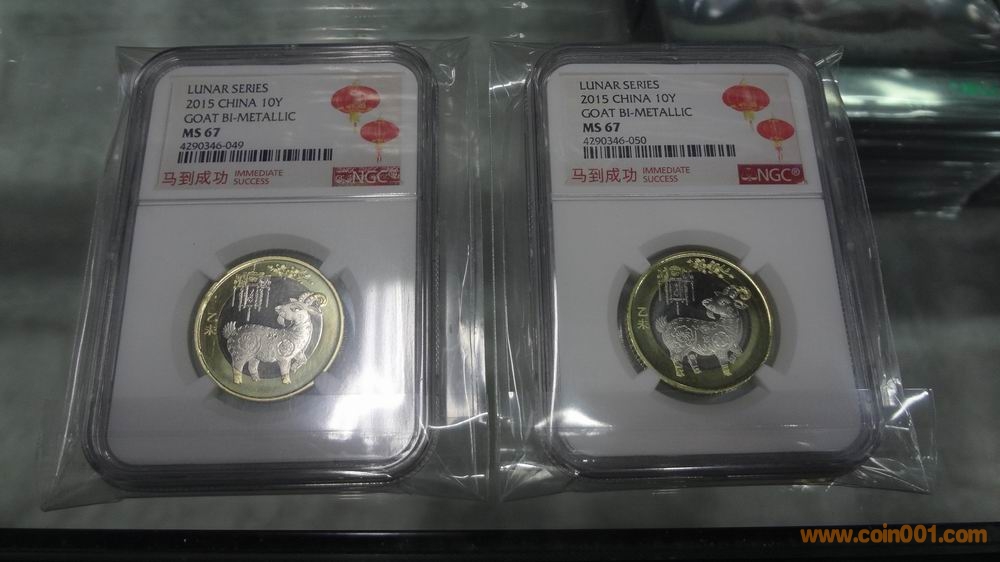 LUNAR SERIES
2015 CHINA 10Y
GOAT BI-METALLIC
MS 67
4290346-049
马到成功 IMMEDIATE
SUCCESS
NGC
乙未
LUNAR SERIES
2015 CHINA 10Y
GOAT BI-METALLIC
MS 67
4290346-050
马到成功 IMMEDIATE
SUCCESS
NGC®
乙未
www.coin001.com